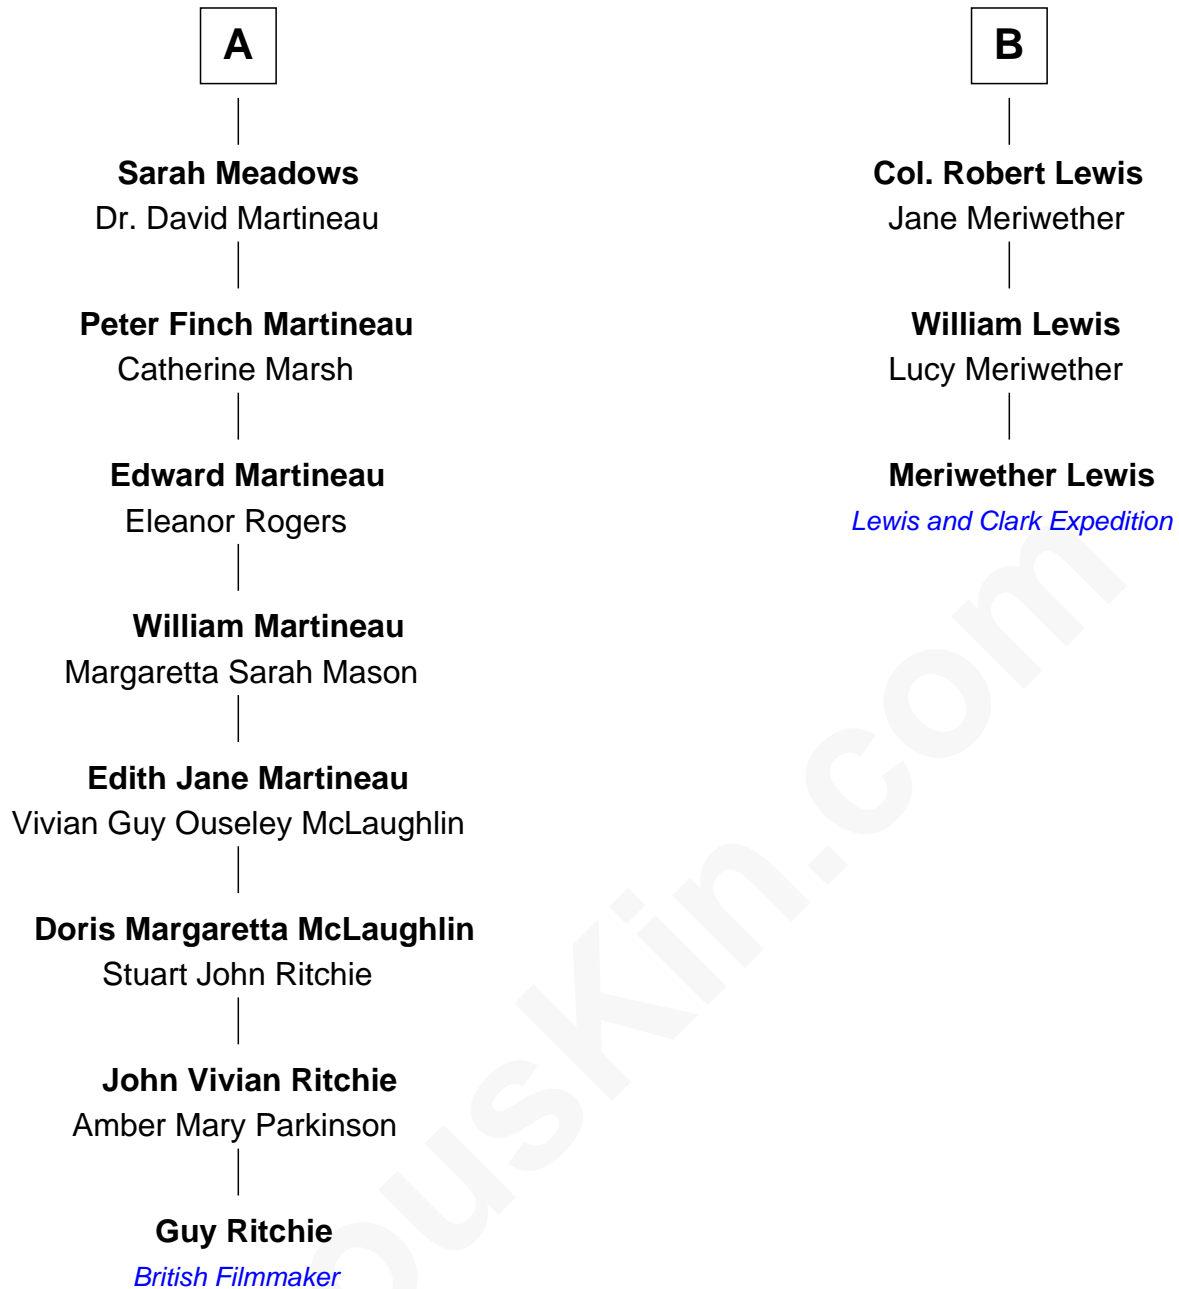 A
Sarah Meadows
Dr. David Martineau
Peter Finch Martineau
Catherine Marsh
Edward Martineau
Eleanor Rogers
William Martineau
Margaretta Sarah Mason
Edith Jane Martineau
Vivian Guy Ouseley McLaughlin
Doris Margaretta McLaughlin
Stuart John Ritchie
John Vivian Ritchie
Amber Mary Parkinson
Guy Ritchie
British Filmmaker
B
Col. Robert Lewis
Jane Meriwether
William Lewis
Lucy Meriwether
Meriwether Lewis
Lewis and Clark Expedition
ousKin.com